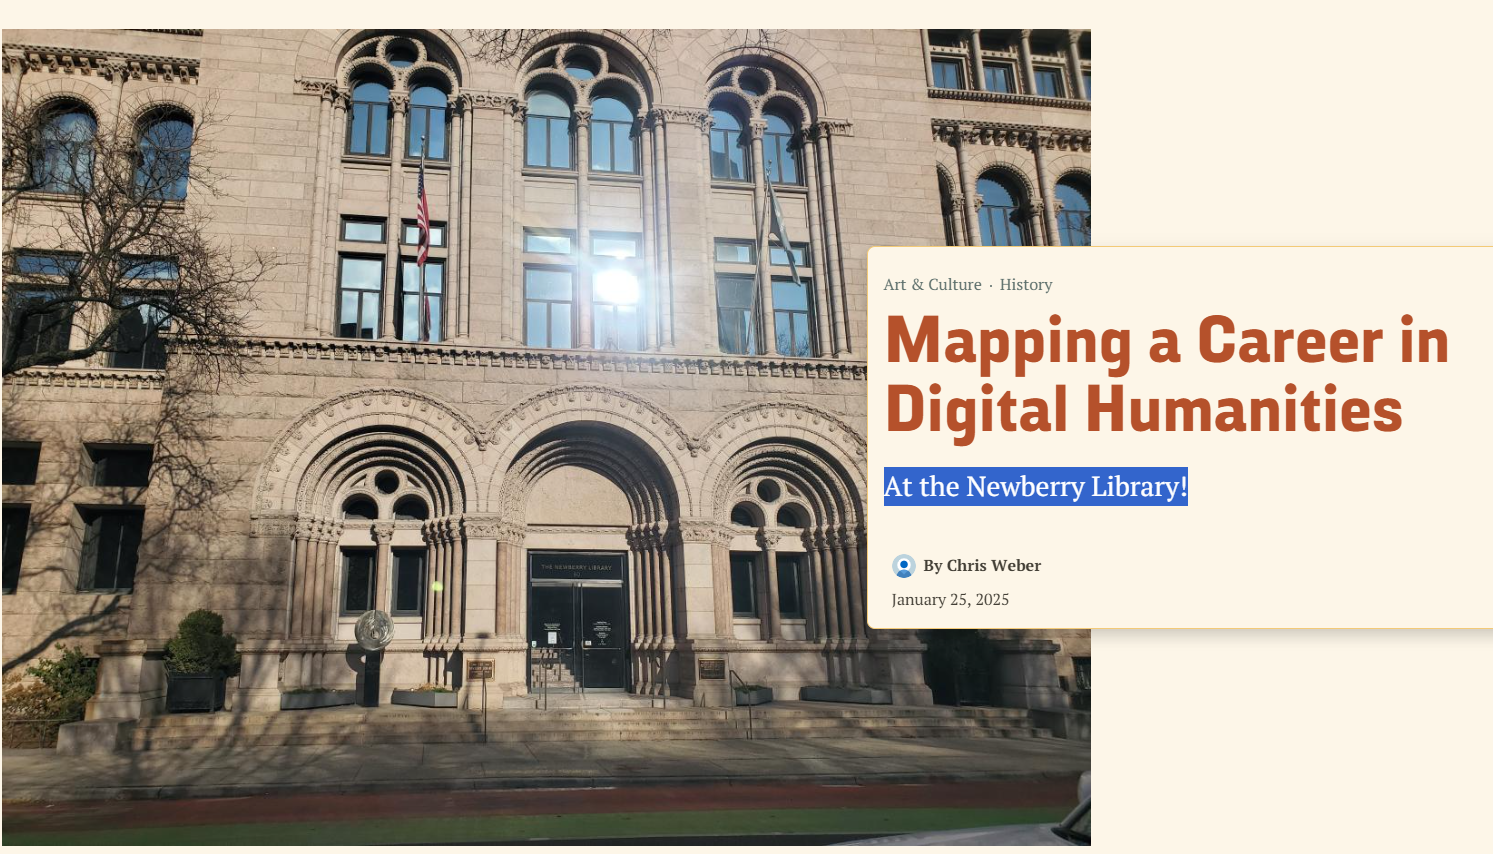 Art & Culture · History
Mapping a Career in
Digital Humanities
At the Newberry Library!
By Chris Weber
January 25, 2025
THE NEWBERRY LIBRARY